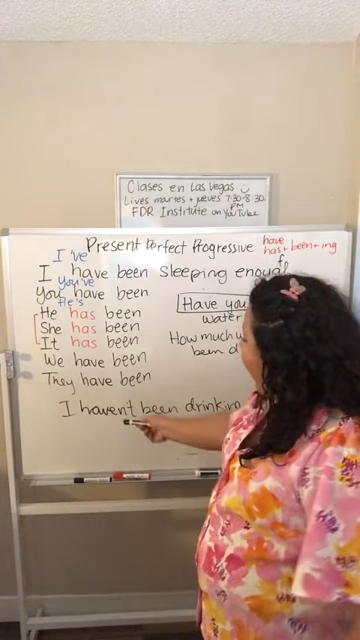 Clases en Las Vegas
Lives martes + jueves 7:30-8:30 PM
FDR Institute on YouTube
Present Perfect Progressive
have
has + been + ing
I've
I have been sleeping enough
You've
You have been
He's
He has been
She has been
It has been
We have been
They have been
Have you
water
How much
been
I haven't been drinking